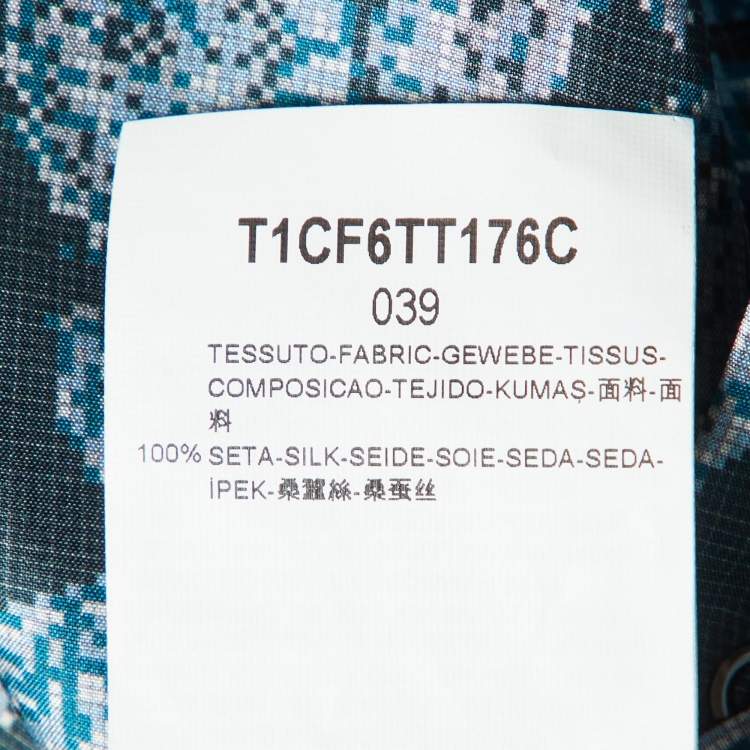 T1CF6TT176C
039
TESSUTO-FABRIC-GEWEBE-TISSUS-
COMPOSICAO-TEJIDO-KUMAŞ-面料-面
料
100% SETA-SILK-SEIDE-SOIE-SEDA-SEDA-
İPEK-桑蠶絲-桑蚕丝